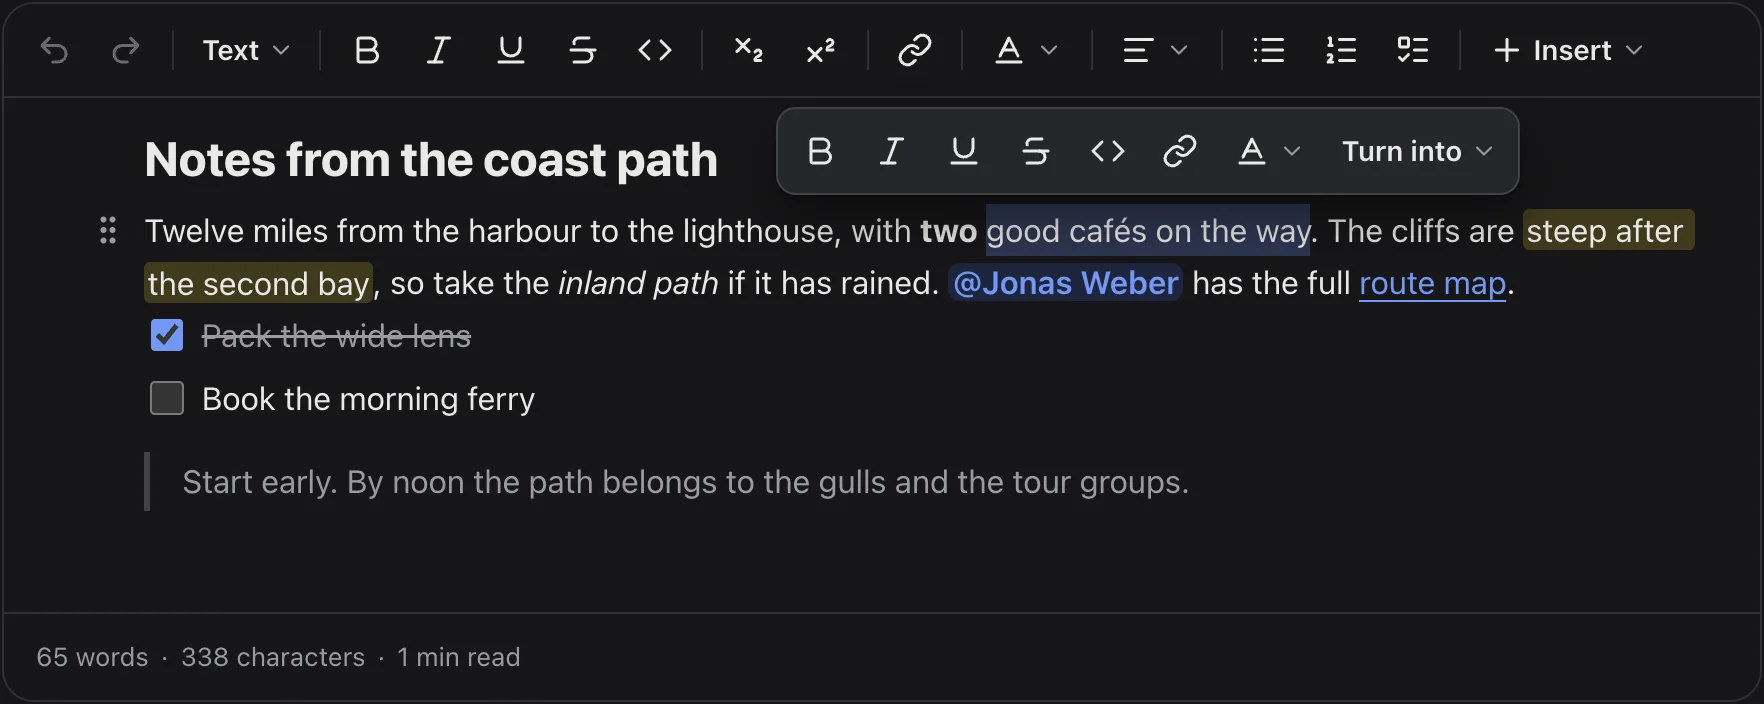 Text
Insert
Turn into
Notes from the coast path
Twelve miles from the harbour to the lighthouse, with two good cafés on the way. The cliffs are steep after
the second bay, so take the inland path if it has rained. @Jonas Weber has the full route map.
Pack the wide lens
Book the morning ferry
Start early. By noon the path belongs to the gulls and the tour groups.
65 words · 338 characters · 1 min read